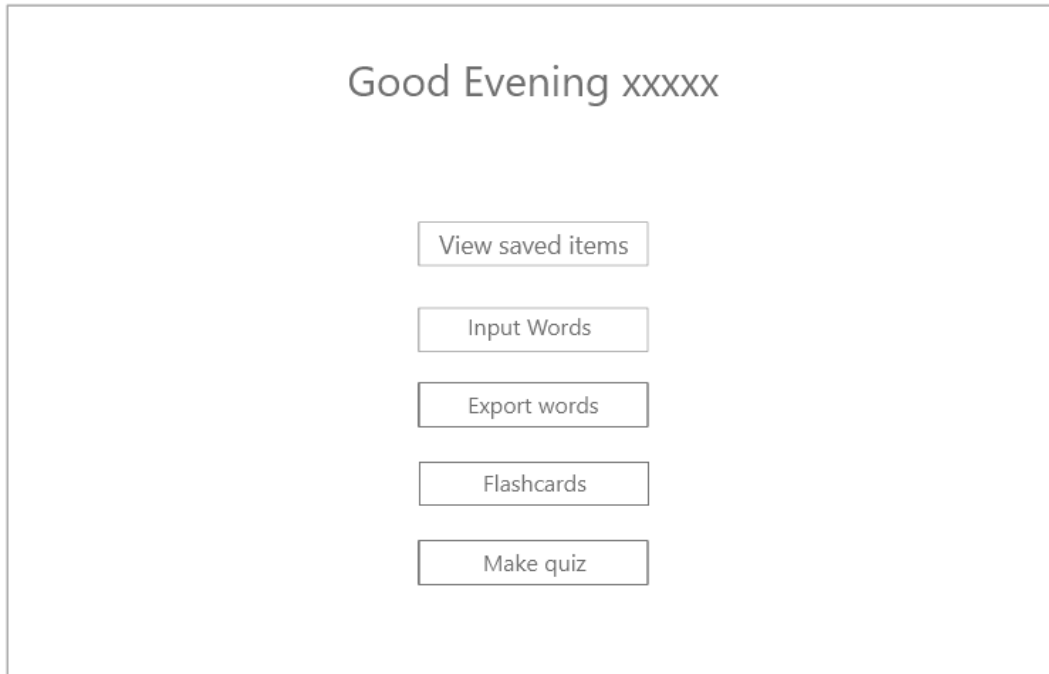 Good Evening xxxxx
View saved items
Input Words
Export words
Flashcards
Make quiz